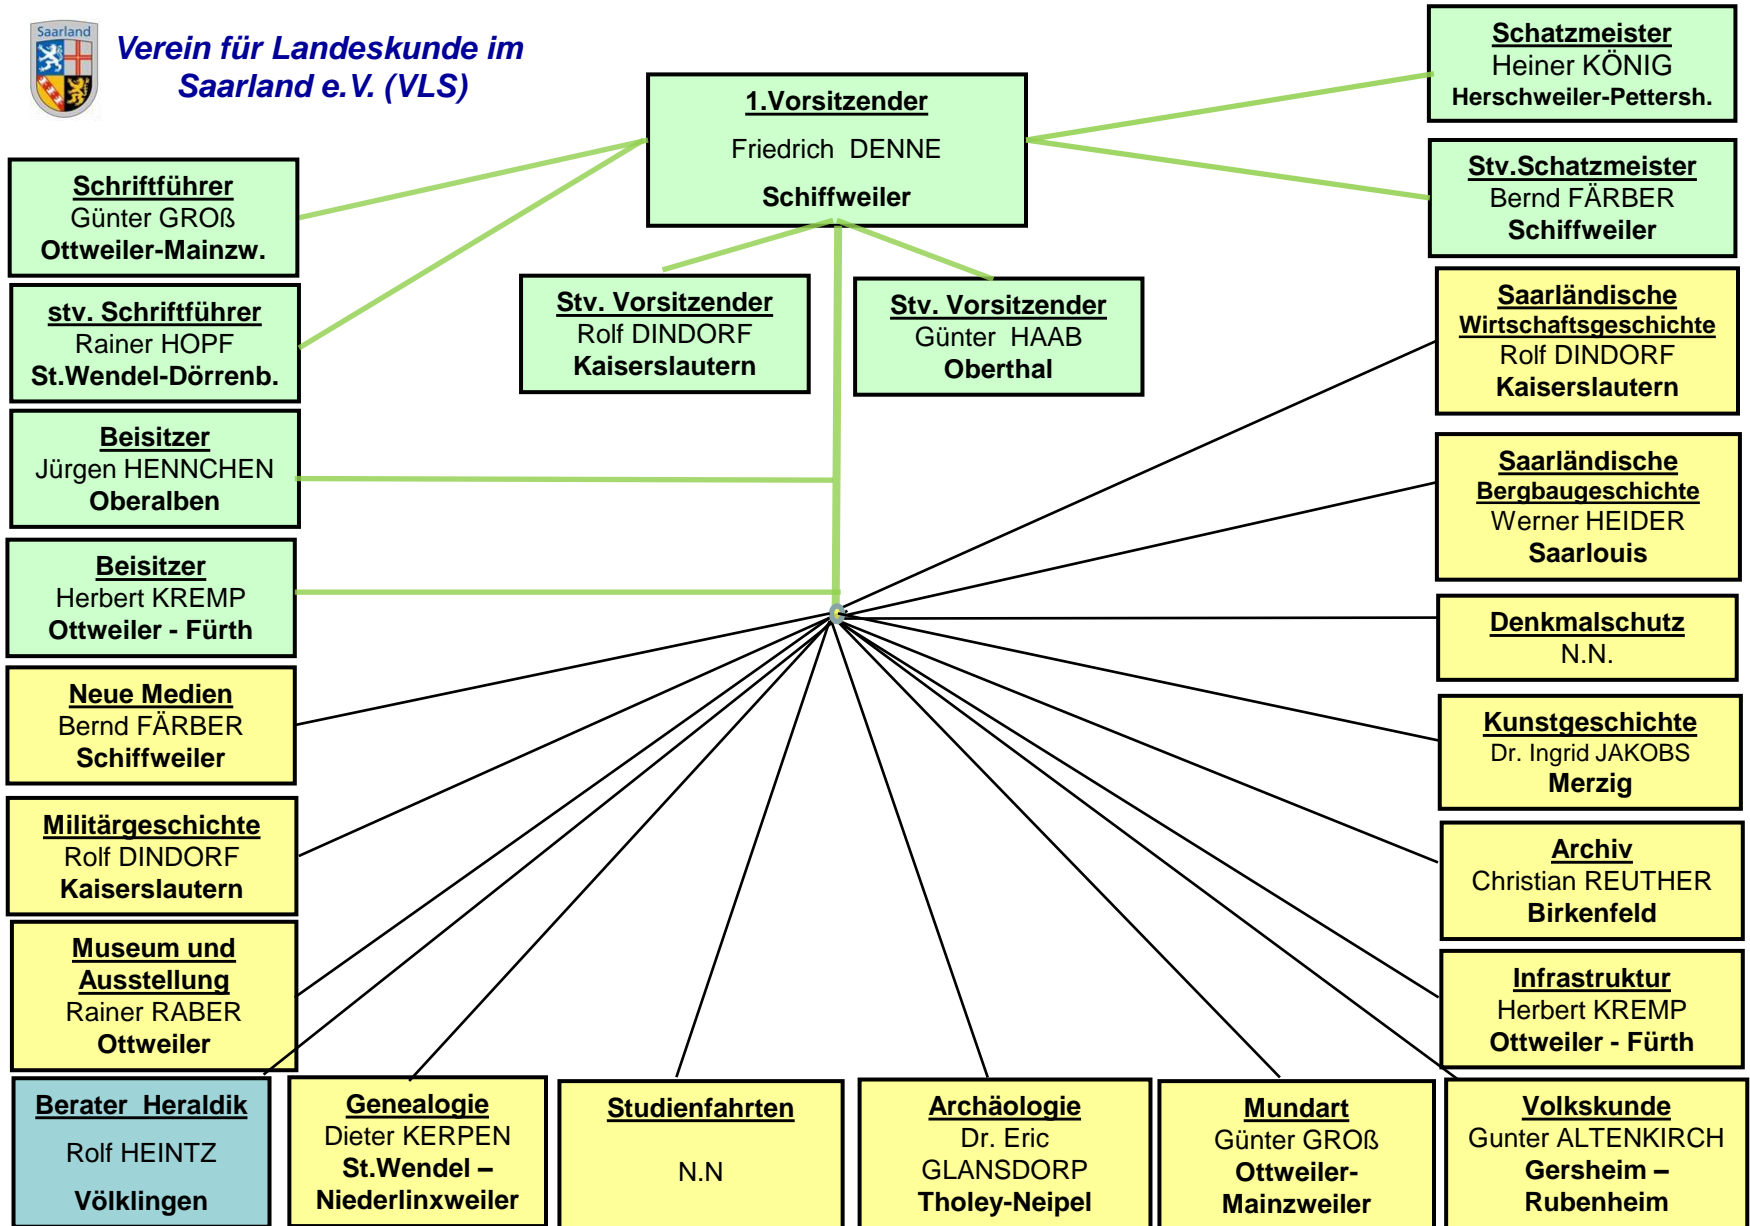 Saarland
Verein für Landeskunde im
Saarland e.V. (VLS)
1.Vorsitzender
Friedrich DENNE
Schiffweiler
Schatzmeister
Heiner KÖNIG
Herschweiler-Pettersh.
Stv.Schatzmeister
Bernd FÄRBER
Schiffweiler
Schriftführer
Günter GROß
Ottweiler-Mainzw.
stv. Schriftführer
Rainer HOPF
St.Wendel-Dörrenb.
Stv. Vorsitzender
Rolf DINDORF
Kaiserslautern
Stv. Vorsitzender
Günter HAAB
Oberthal
Saarländische
Wirtschaftsgeschichte
Rolf DINDORF
Kaiserslautern
Beisitzer
Jürgen HENNCHEN
Oberalben
Saarländische
Bergbaugeschichte
Werner HEIDER
Saarlouis
Beisitzer
Herbert KREMP
Ottweiler - Fürth
Denkmalschutz
N.N.
Neue Medien
Bernd FÄRBER
Schiffweiler
Kunstgeschichte
Dr. Ingrid JAKOBS
Merzig
Militärgeschichte
Rolf DINDORF
Kaiserslautern
Archiv
Christian REUTHER
Birkenfeld
Museum und
Ausstellung
Rainer RABER
Ottweiler
Infrastruktur
Herbert KREMP
Ottweiler - Fürth
Berater Heraldik
Rolf HEINTZ
Völklingen
Genealogie
Dieter KERPEN
St.Wendel –
Niederlinxweiler
Studienfahrten
N.N
Archäologie
Dr. Eric
GLANSDORP
Tholey-Neipel
Mundart
Günter GROß
Ottweiler-
Mainzweiler
Volkskunde
Gunter ALTENKIRCH
Gersheim –
Rubenheim